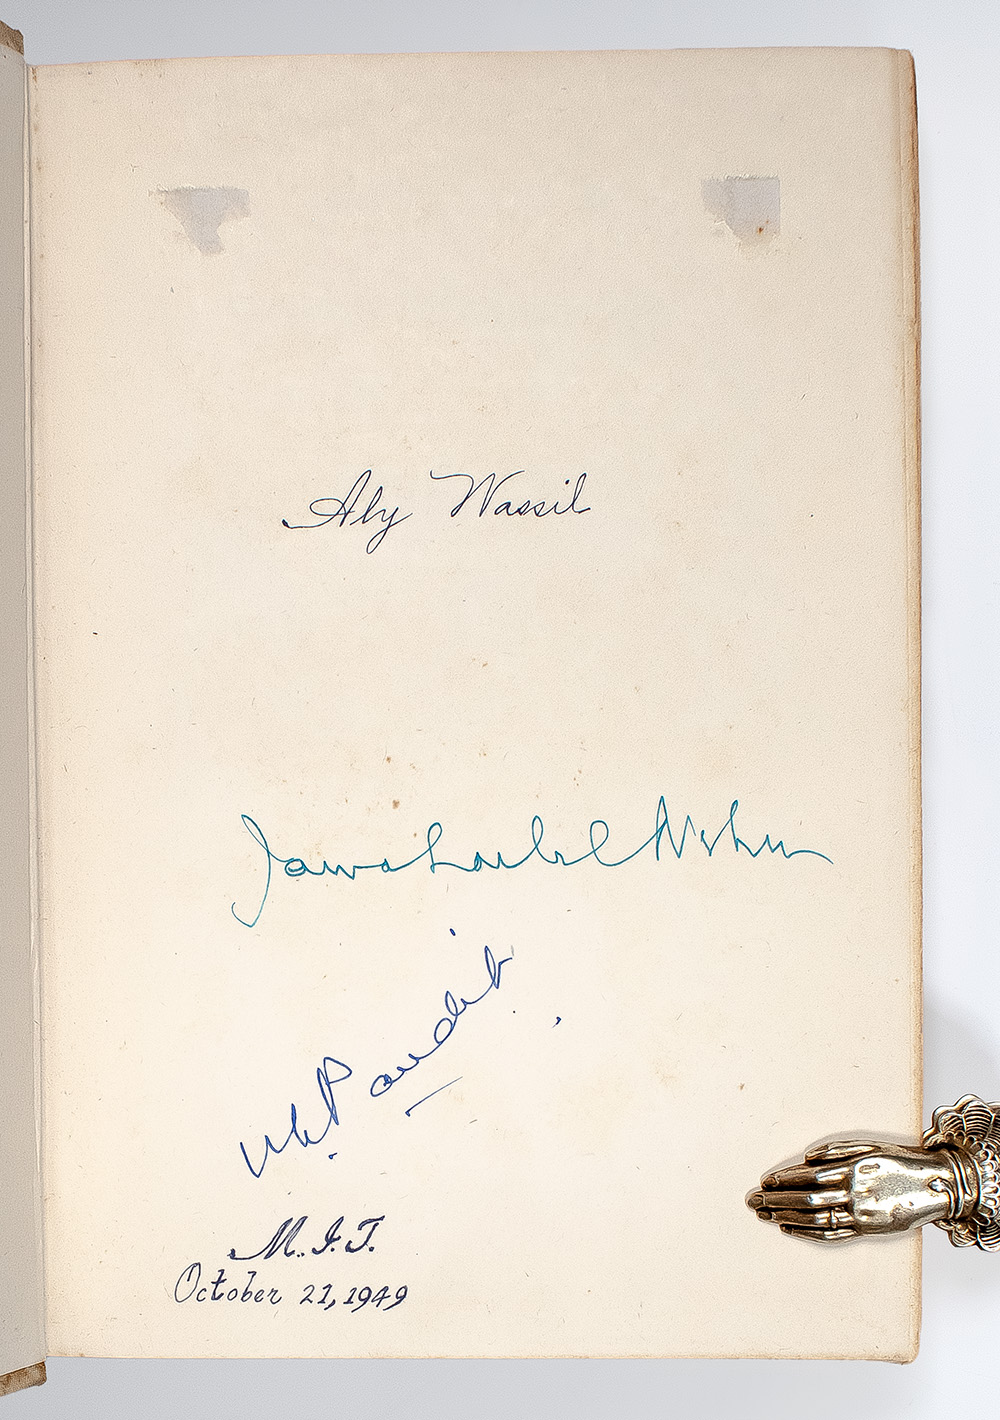 Aly Wassil
Jawaharlal Nehru
V L Pandit
M.I.T.
October 21, 1949